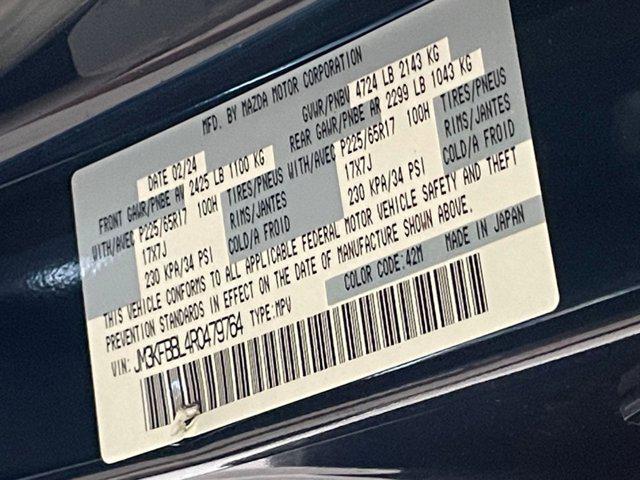 MFD. BY MAZDA MOTOR CORPORATION
DATE 02/24 GVWR/PNBV 4724 LB 2143 KG
FRONT GAWR/PNBE AV 2425 LB 1100 KG REAR GAWR/PNBE AR 2299 LB 1043 KG
WITH/AVEC P225/65R17 100H TIRES/PNEUS WITH/AVEC P225/65R17 100H TIRES/PNEUS
17X7J RIMS/JANTES 17X7J RIMS/JANTES
230 KPA/34 PSI COLD/A FROID 230 KPA/34 PSI COLD/A FROID
THIS VEHICLE CONFORMS TO ALL APPLICABLE FEDERAL MOTOR VEHICLE SAFETY AND THEFT
PREVENTION STANDARDS IN EFFECT ON THE DATE OF MANUFACTURE SHOWN ABOVE.
VIN: JM3KFBBL4R0479764 TYPE:MPV COLOR CODE:42M MADE IN JAPAN